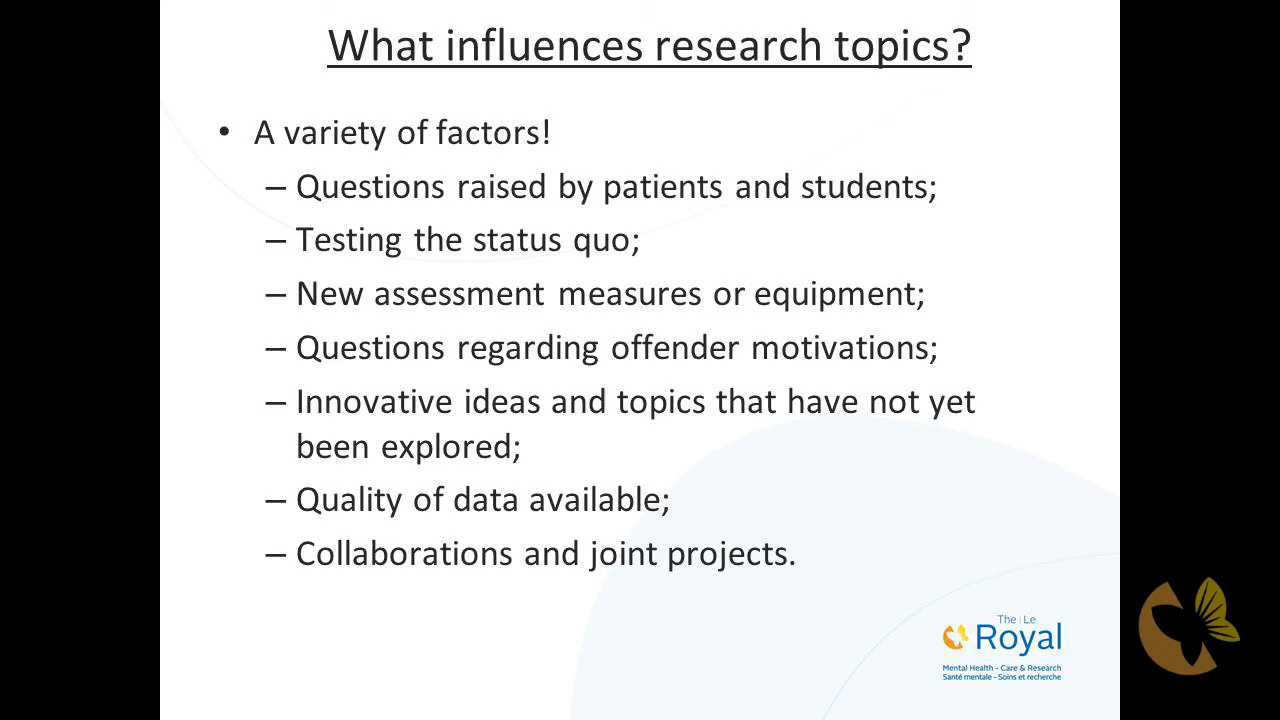 What influences research topics?
• A variety of factors!
– Questions raised by patients and students;
– Testing the status quo;
– New assessment measures or equipment;
– Questions regarding offender motivations;
– Innovative ideas and topics that have not yet
been explored;
– Quality of data available;
– Collaborations and joint projects.
The | Le
Royal
Mental Health - Care & Research
Santé mentale - Soins et recherche